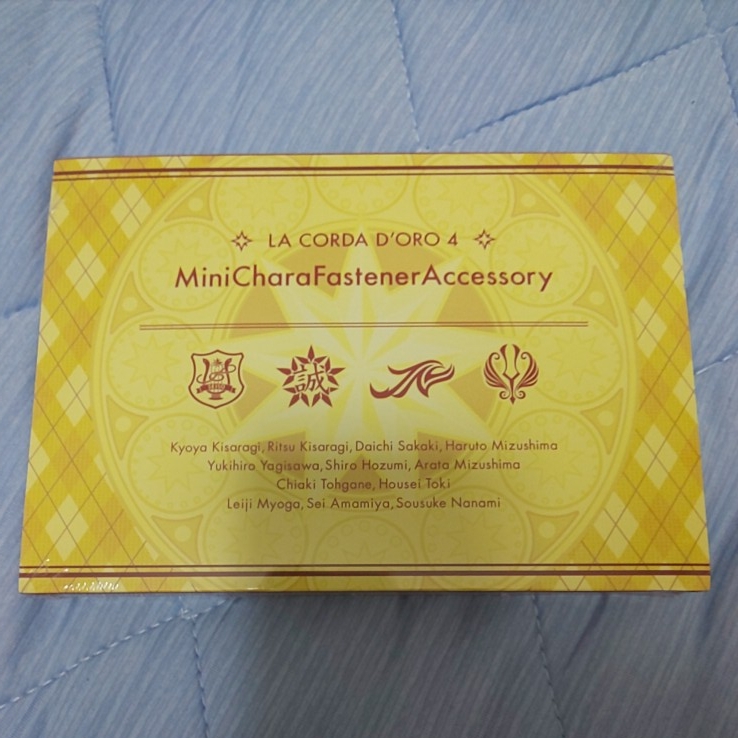 LA CORDA D'ORO 4
MiniCharaFastenerAccessory
誠
Kyoya Kisaragi, Ritsu Kisaragi, Daichi Sakaki, Haruto Mizushima
Yukihiro Yagisawa, Shiro Hozumi, Arata Mizushima
Chiaki Tohgane, Housei Toki
Leiji Myoga, Sei Amamiya, Sousuke Nanami